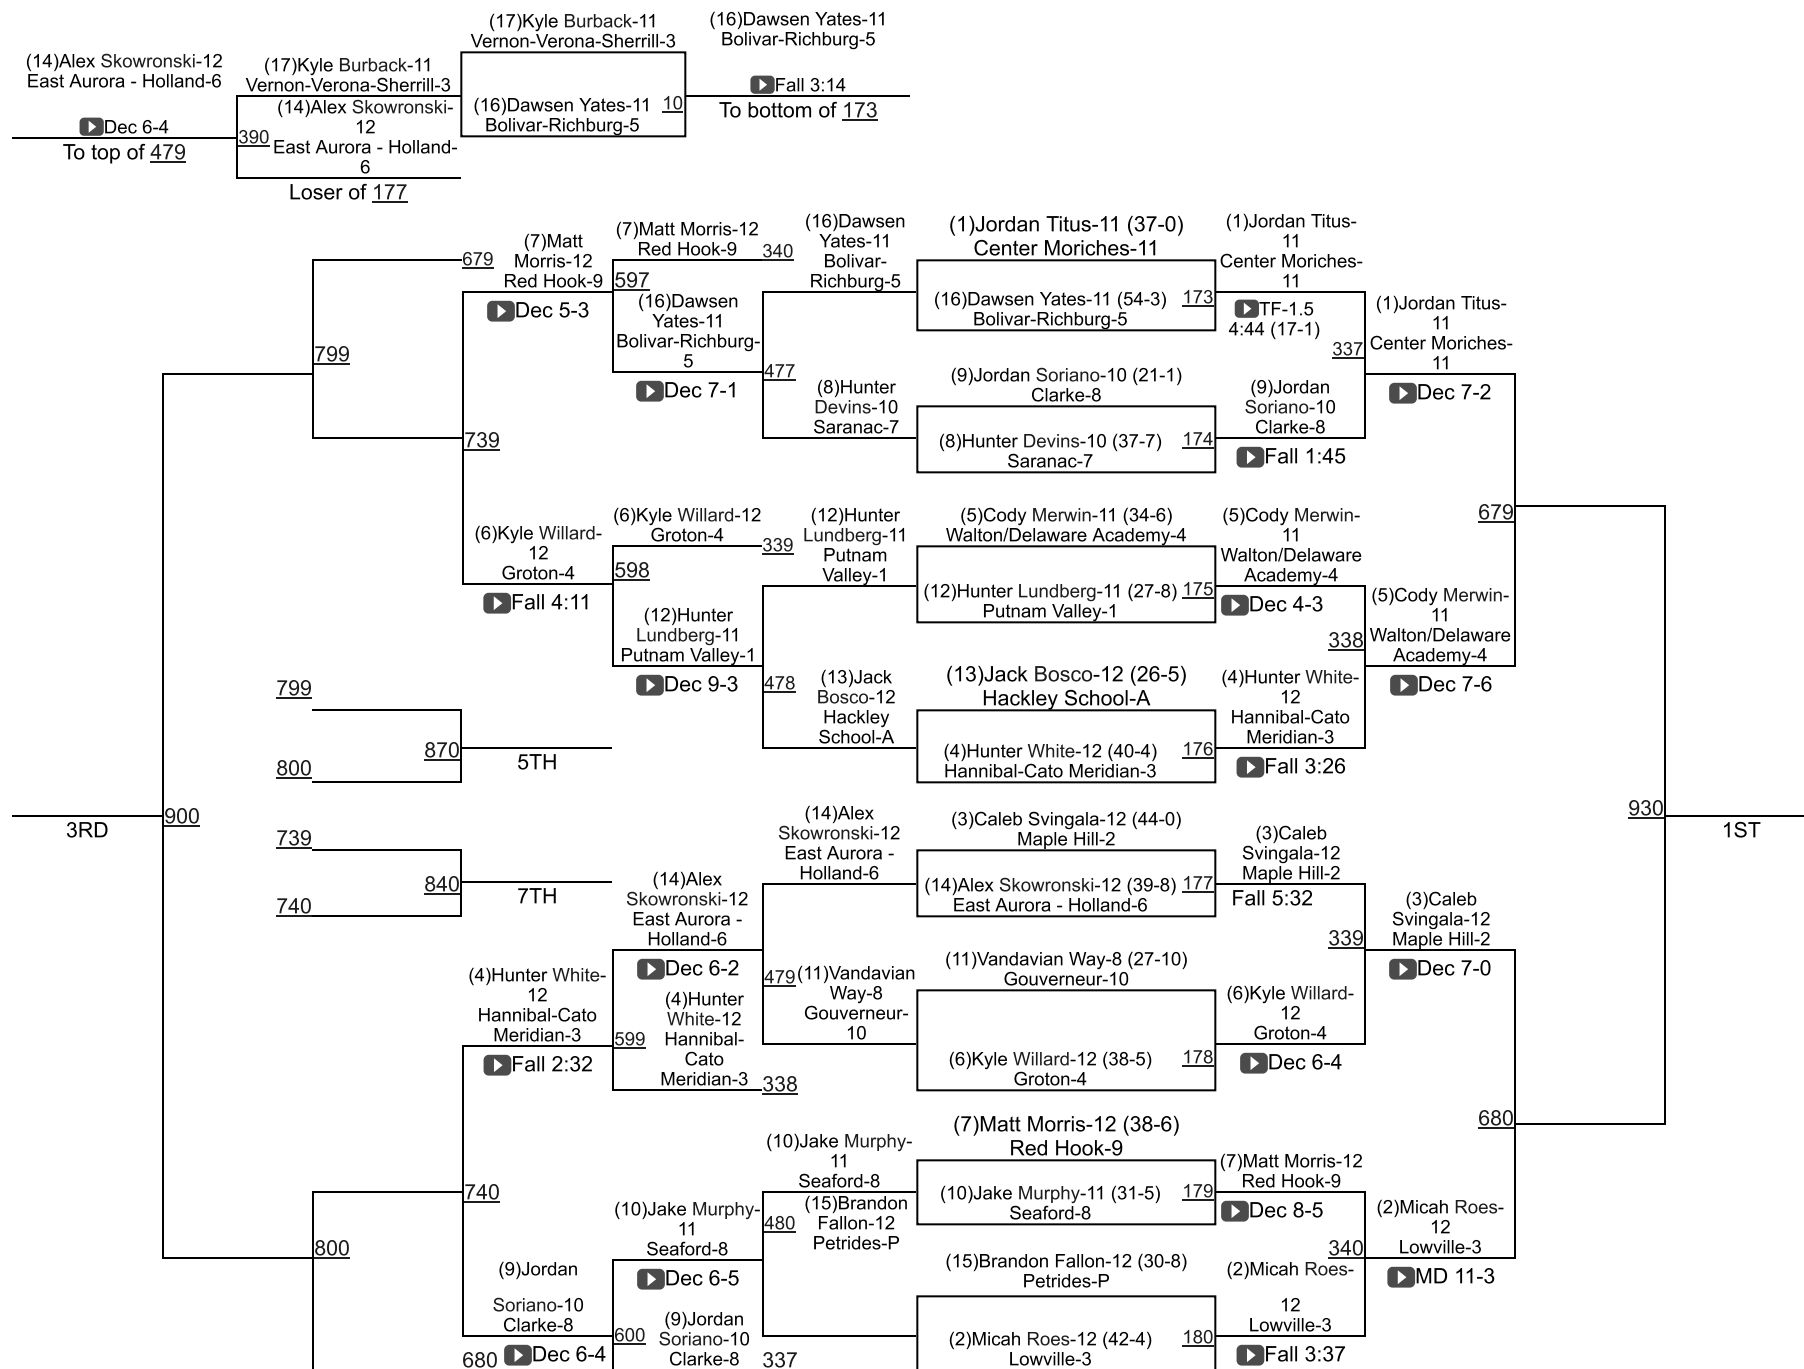 (17)Kyle Burback-11
Vernon-Verona-Sherrill-3
(16)Dawsen Yates-11
Bolivar-Richburg-5
(14)Alex Skowronski-12
East Aurora - Holland-6
(17)Kyle Burback-11
Vernon-Verona-Sherrill-3
Fall 3:14
To bottom of 173
(16)Dawsen Yates-11
Bolivar-Richburg-5
10
Dec 6-4
To top of 479
390
(14)Alex Skowronski-
12
East Aurora - Holland-
6
Loser of 177
679
(7)Matt
Morris-12
Red Hook-9
Dec 5-3
(7)Matt Morris-12
Red Hook-9
340
597
(16)Dawsen
Yates-11
Bolivar-Richburg-
5
Dec 7-1
(16)Dawsen
Yates-11
Bolivar-
Richburg-5
477
(8)Hunter
Devins-10
Saranac-7
(1)Jordan Titus-11 (37-0)
Center Moriches-11
(16)Dawsen Yates-11 (54-3)
Bolivar-Richburg-5
173
(1)Jordan Titus-
11
Center Moriches-
11
TF-1.5
4:44 (17-1)
337
(1)Jordan Titus-
11
Center Moriches-
11
Dec 7-2
(9)Jordan Soriano-10 (21-1)
Clarke-8
(8)Hunter Devins-10 (37-7)
Saranac-7
174
(9)Jordan
Soriano-10
Clarke-8
Fall 1:45
799
739
(6)Kyle Willard-
12
Groton-4
Fall 4:11
(6)Kyle Willard-12
Groton-4
339
598
(12)Hunter
Lundberg-11
Putnam Valley-1
Dec 9-3
(12)Hunter
Lundberg-11
Putnam
Valley-1
478
(13)Jack
Bosco-12
Hackley
School-A
(5)Cody Merwin-11 (34-6)
Walton/Delaware Academy-4
(12)Hunter Lundberg-11 (27-8)
Putnam Valley-1
175
(5)Cody Merwin-
11
Walton/Delaware
Academy-4
Dec 4-3
338
(5)Cody Merwin-
11
Walton/Delaware
Academy-4
Dec 7-6
679
(13)Jack Bosco-12 (26-5)
Hackley School-A
(4)Hunter White-12 (40-4)
Hannibal-Cato Meridian-3
176
(4)Hunter White-
12
Hannibal-Cato
Meridian-3
Fall 3:26
799
870
5TH
800
3RD
900
739
840
7TH
740
930
1ST
(14)Alex
Skowronski-12
East Aurora -
Holland-6
(3)Caleb Svingala-12 (44-0)
Maple Hill-2
(14)Alex Skowronski-12 (39-8)
East Aurora - Holland-6
177
(3)Caleb
Svingala-12
Maple Hill-2
Fall 5:32
339
(3)Caleb
Svingala-12
Maple Hill-2
Dec 7-0
(14)Alex
Skowronski-12
East Aurora -
Holland-6
Dec 6-2
479
(11)Vandavian
Way-8
Gouverneur-
10
(11)Vandavian Way-8 (27-10)
Gouverneur-10
(6)Kyle Willard-12 (38-5)
Groton-4
178
(6)Kyle Willard-
12
Groton-4
Dec 6-4
(4)Hunter White-
12
Hannibal-Cato
Meridian-3
Fall 2:32
599
(4)Hunter
White-12
Hannibal-
Cato
Meridian-3
338
680
740
(10)Jake Murphy-
11
Seaford-8
(7)Matt Morris-12 (38-6)
Red Hook-9
(10)Jake Murphy-11 (31-5)
Seaford-8
179
(7)Matt Morris-12
Red Hook-9
Dec 8-5
340
(2)Micah Roes-
12
Lowville-3
MD 11-3
(10)Jake Murphy-
11
Seaford-8
Dec 6-5
480
(15)Brandon
Fallon-12
Petrides-P
(15)Brandon Fallon-12 (30-8)
Petrides-P
(2)Micah Roes-12 (42-4)
Lowville-3
180
(2)Micah Roes-
12
Lowville-3
Fall 3:37
800
(9)Jordan
Soriano-10
Clarke-8
680
Dec 6-4
600
(9)Jordan
Soriano-10
Clarke-8
337